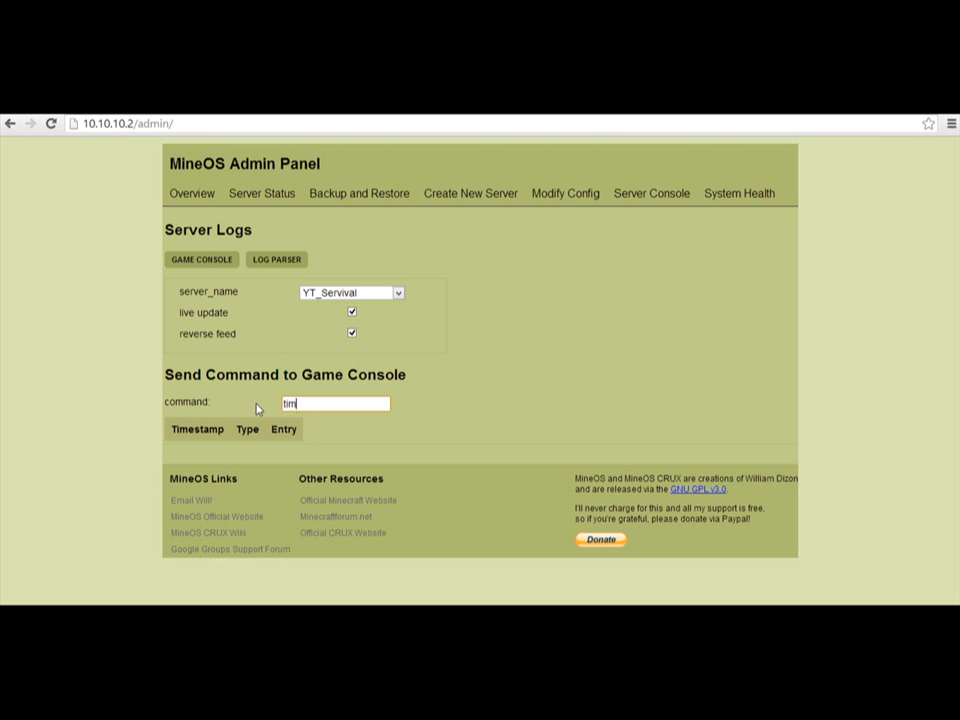 10.10.10.2/admin/
MineOS Admin Panel
Overview Server Status Backup and Restore Create New Server Modify Config Server Console System Health
Server Logs
GAME CONSOLE LOG PARSER
server_name YT_Servival
live update
reverse feed
Send Command to Game Console
command: tim
Timestamp Type Entry
MineOS Links
Email Will!
MineOS Official Website
MineOS CRUX Wiki
Google Groups Support Forum
Other Resources
Official Minecraft Website
Minecraftforum.net
Official CRUX Website
MineOS and MineOS CRUX are creations of William Dizon
and are released via the GNU GPL v3.0.
I'll never charge for this and all my support is free,
so if you're grateful, please donate via Paypal!
Donate